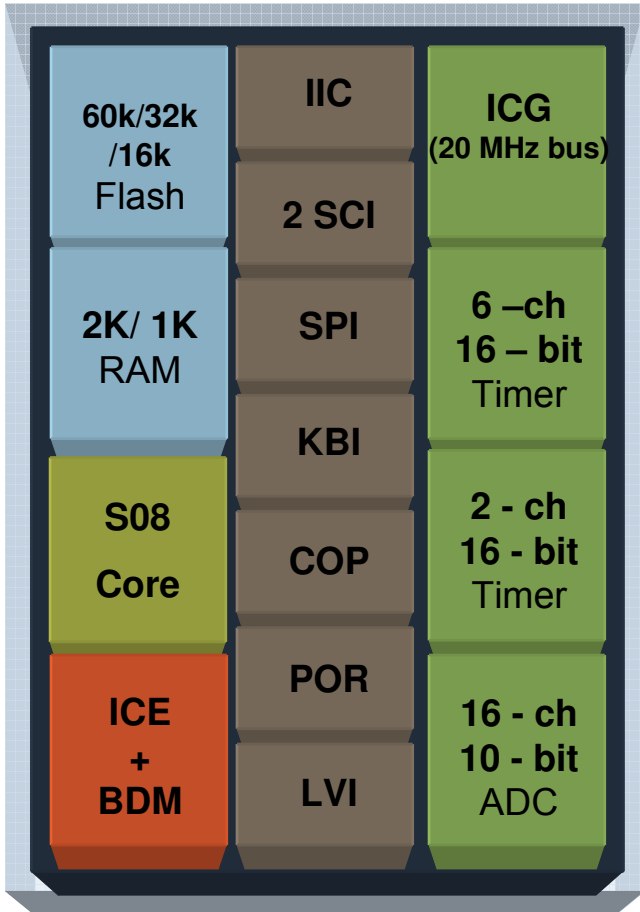 60k/32k
/16k
Flash
2K/ 1K
RAM
S08
Core
ICE
+
BDM
IIC
2 SCI
SPI
KBI
COP
POR
LVI
ICG
(20 MHz bus)
6 –ch
16 – bit
Timer
2 - ch
16 - bit
Timer
16 - ch
10 - bit
ADC